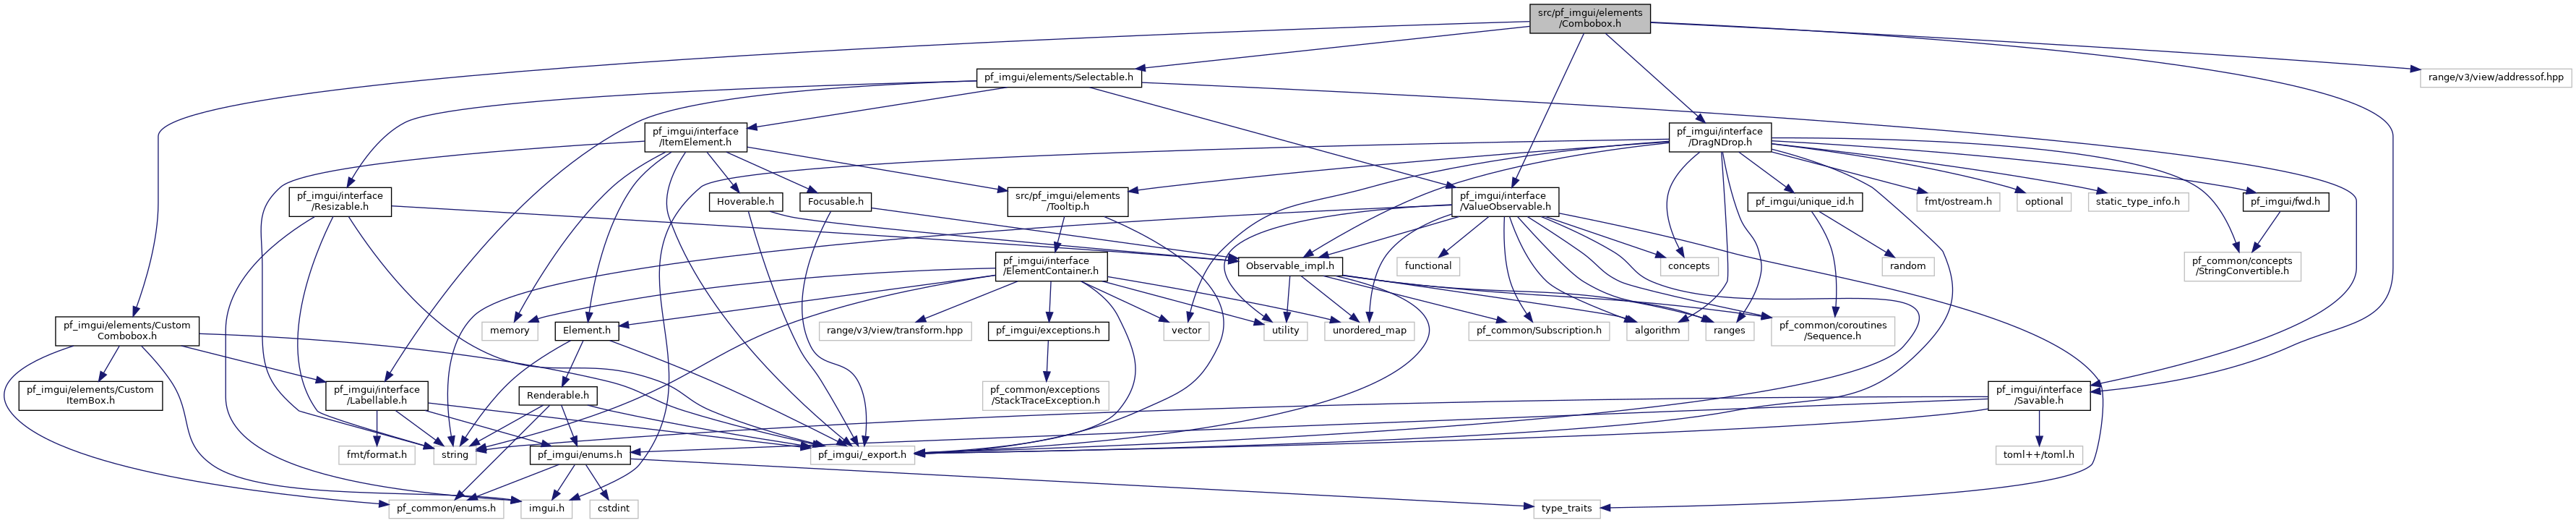 src/pf_imgui/elements
/Combobox.h
pf_imgui/elements/Selectable.h
range/v3/view/addressof.hpp
pf_imgui/interface
/ItemElement.h
pf_imgui/interface
/DragNDrop.h
pf_imgui/interface
/Resizable.h
Hoverable.h
Focusable.h
src/pf_imgui/elements
/Tooltip.h
pf_imgui/interface
/ValueObservable.h
pf_imgui/unique_id.h
fmt/ostream.h
optional
static_type_info.h
pf_imgui/fwd.h
pf_imgui/interface
/ElementContainer.h
Observable_impl.h
functional
concepts
random
pf_common/concepts
/StringConvertible.h
pf_imgui/elements/Custom
Combobox.h
memory
Element.h
range/v3/view/transform.hpp
pf_imgui/exceptions.h
vector
utility
unordered_map
pf_common/Subscription.h
algorithm
ranges
pf_common/coroutines
/Sequence.h
pf_imgui/elements/Custom
ItemBox.h
pf_imgui/interface
/Labellable.h
Renderable.h
pf_common/exceptions
/StackTraceException.h
pf_imgui/interface
/Savable.h
fmt/format.h
string
pf_imgui/enums.h
pf_imgui/_export.h
toml++/toml.h
pf_common/enums.h
imgui.h
cstdint
type_traits